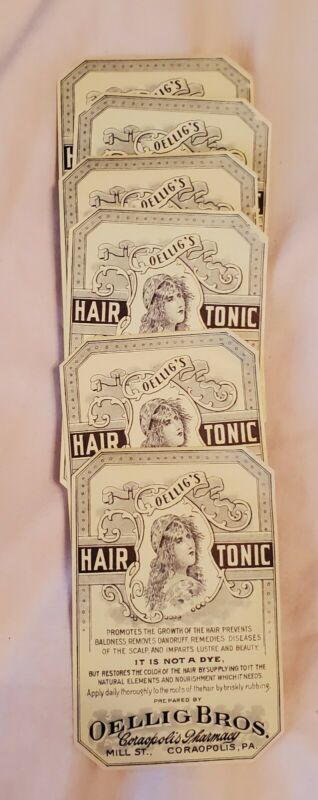 OELLIG'S
H
OELLIG'S
OELLIG'S
OELLIG'S
HAIR TONIC
OELLIG'S
HAIR TONIC
OELLIG'S
HAIR TONIC
PROMOTES THE GROWTH OF THE HAIR PREVENTS
BALDNESS REMOVES DANDRUFF, REMEDIES DISEASES
OF THE SCALP, AND IMPARTS LUSTRE AND BEAUTY.
IT IS NOT A DYE,
BUT RESTORES THE COLOR OF THE HAIR BY SUPPLYING TO IT THE
NATURAL ELEMENTS AND NOURISHMENT WHICH IT NEEDS.
Apply daily thoroughly to the roots of the hair by briskly rubbing.
PREPARED BY
OELLIG BROS.
Coraopolis Pharmacy
MILL ST., CORAOPOLIS, PA.